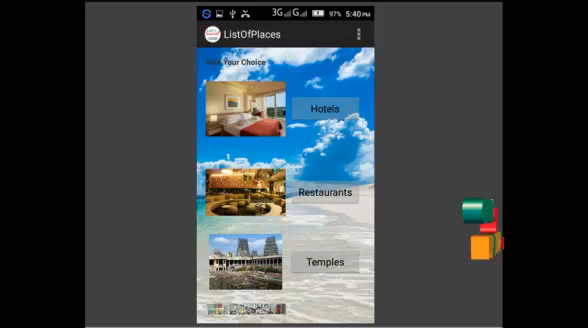 3G G 97% 5:40 PM
ListOfPlaces
Your Choice
Hotels
Restaurants
Temples